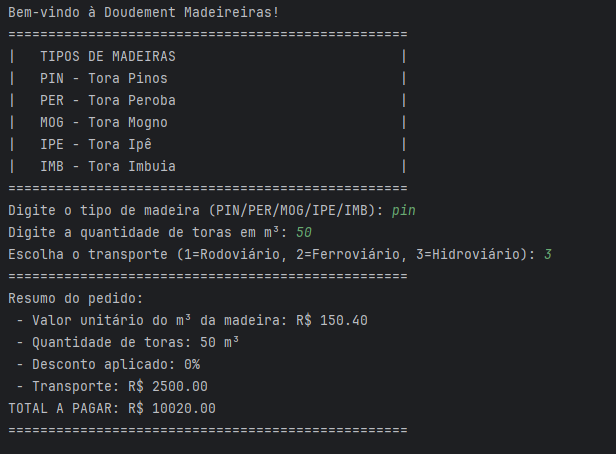 Bem-vindo à Doudement Madeireiras!
==================================================
|   TIPOS DE MADEIRAS                            |
|   PIN - Tora Pinos                             |
|   PER - Tora Peroba                            |
|   MOG - Tora Mogno                             |
|   IPE - Tora Ipê                               |
|   IMB - Tora Imbuia                            |
==================================================
Digite o tipo de madeira (PIN/PER/MOG/IPE/IMB): pin
Digite a quantidade de toras em m³: 50
Escolha o transporte (1=Rodoviário, 2=Ferroviário, 3=Hidroviário): 3
==================================================
Resumo do pedido:
 - Valor unitário do m³ da madeira: R$ 150.40
 - Quantidade de toras: 50 m³
 - Desconto aplicado: 0%
 - Transporte: R$ 2500.00
TOTAL A PAGAR: R$ 10020.00
==================================================